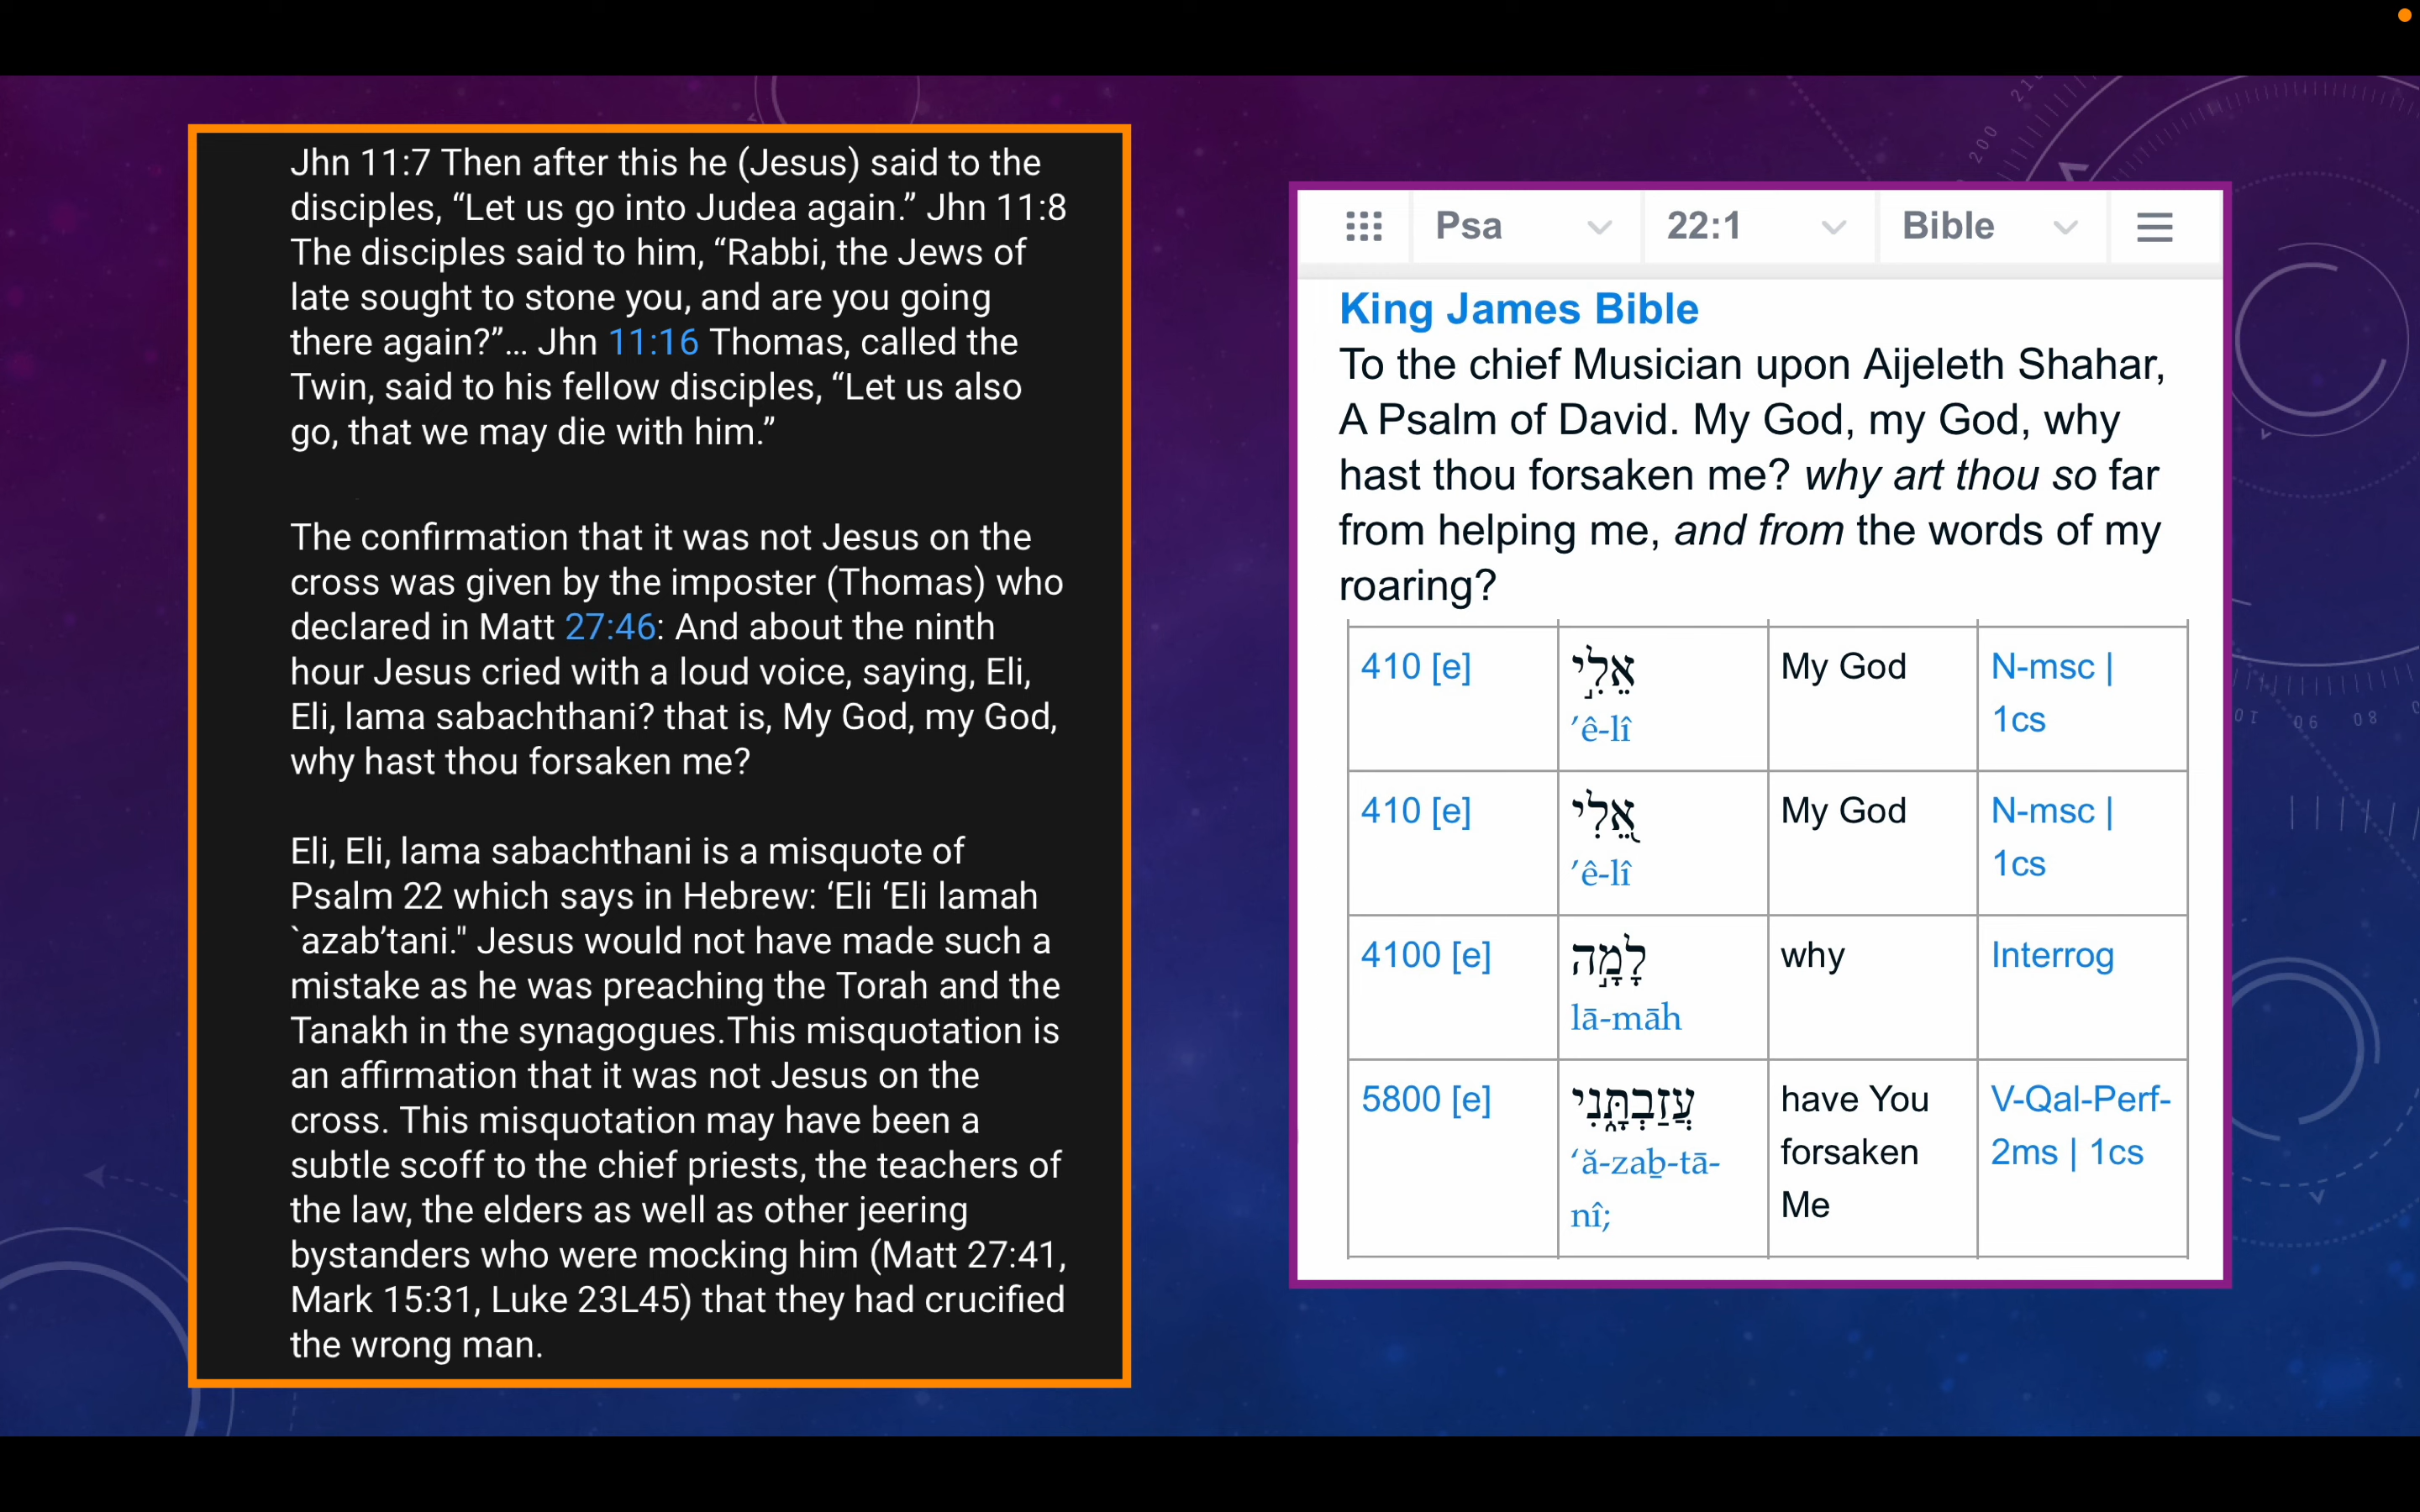 Jhn 11:7 Then after this he (Jesus) said to the
disciples, “Let us go into Judea again.” Jhn 11:8
The disciples said to him, “Rabbi, the Jews of
late sought to stone you, and are you going
there again?”... Jhn 11:16 Thomas, called the
Twin, said to his fellow disciples, “Let us also
go, that we may die with him.”
The confirmation that it was not Jesus on the
cross was given by the imposter (Thomas) who
declared in Matt 27:46: And about the ninth
hour Jesus cried with a loud voice, saying, Eli,
Eli, lama sabachthani? that is, My God, my God,
why hast thou forsaken me?
Eli, Eli, lama sabachthani is a misquote of
Psalm 22 which says in Hebrew: ‘Eli ‘Eli lamah
`azab’tani." Jesus would not have made such a
mistake as he was preaching the Torah and the
Tanakh in the synagogues.This misquotation is
an affirmation that it was not Jesus on the
cross. This misquotation may have been a
subtle scoff to the chief priests, the teachers of
the law, the elders as well as other jeering
bystanders who were mocking him (Matt 27:41,
Mark 15:31, Luke 23L45) that they had crucified
the wrong man.
Psa 22:1 Bible
King James Bible
To the chief Musician upon Aijeleth Shahar,
A Psalm of David. My God, my God, why
hast thou forsaken me? why art thou so far
from helping me, and from the words of my
roaring?
410 [e] אֵלִ֣י My God N-msc |
’ê-lî 1cs
410 [e] אֵ֭לִי My God N-msc |
’ê-lî 1cs
4100 [e] לָמָ֣ה why Interrog
lā-māh
5800 [e] עֲזַבְתָּ֑נִי have You V-Qal-Perf-
‘ă-zaḇ-tā- forsaken 2ms | 1cs
nî; Me
210
200
80
90